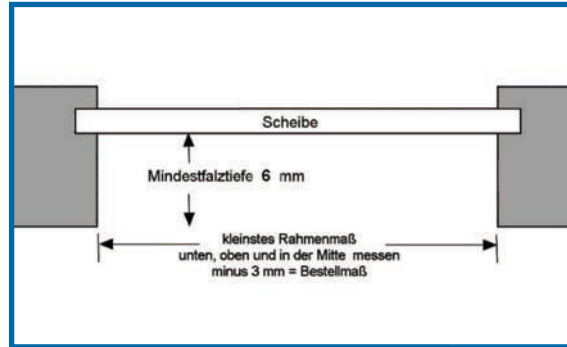 Scheibe
Mindestfalztiefe 6 mm
kleinstes Rahmenmaß
unten, oben und in der Mitte messen
minus 3 mm = Bestellmaß